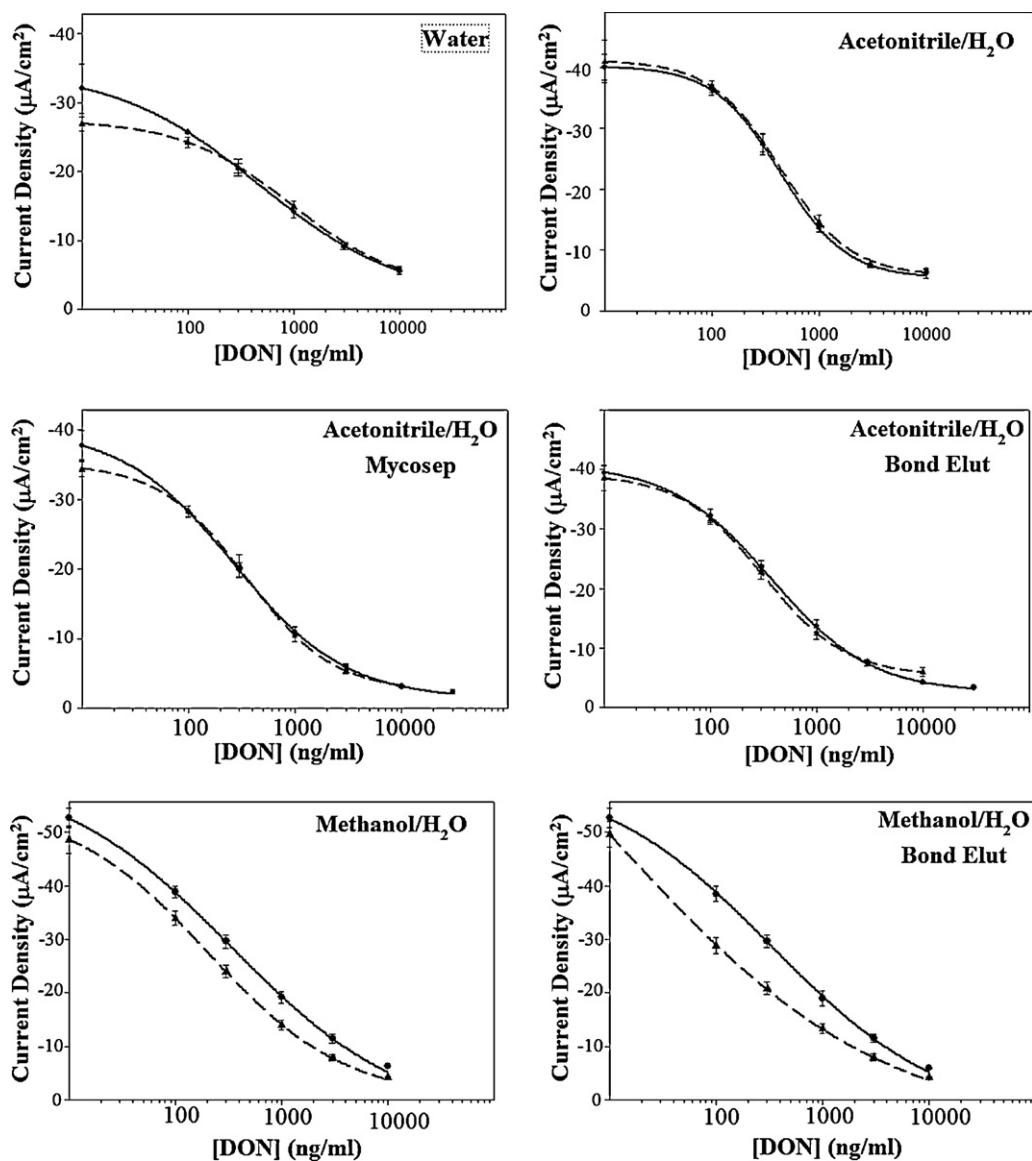 Water
Current Density (μA/cm²)
-40
-30
-20
-10
0
100 1000 10000
[DON] (ng/ml)
Acetonitrile/H₂O
Current Density (μA/cm²)
-40
-30
-20
-10
0
100 1000 10000
[DON] (ng/ml)
Acetonitrile/H₂O
Mycosep
Current Density (μA/cm²)
-40
-30
-20
-10
0
100 1000 10000
[DON] (ng/ml)
Acetonitrile/H₂O
Bond Elut
Current Density (μA/cm²)
-40
-30
-20
-10
0
100 1000 10000
[DON] (ng/ml)
Methanol/H₂O
Current Density (μA/cm²)
-50
-40
-30
-20
-10
0
100 1000 10000
[DON] (ng/ml)
Methanol/H₂O
Bond Elut
Current Density (μA/cm²)
-50
-40
-30
-20
-10
0
100 1000 10000
[DON] (ng/ml)